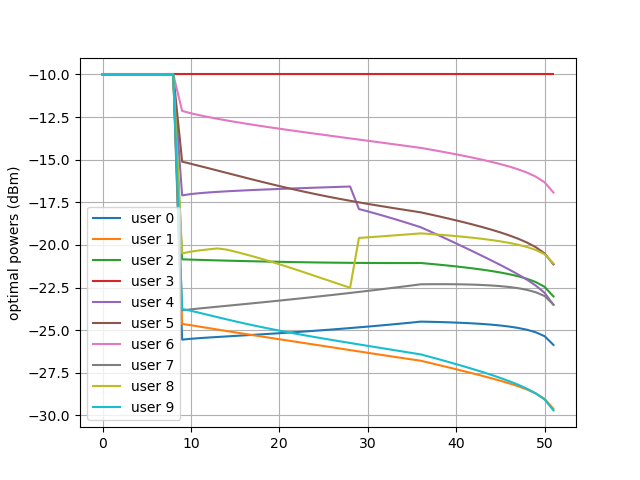 optimal powers (dBm)
−10.0
−12.5
−15.0
−17.5
−20.0
−22.5
−25.0
−27.5
−30.0
user 0
user 1
user 2
user 3
user 4
user 5
user 6
user 7
user 8
user 9
0 10 20 30 40 50